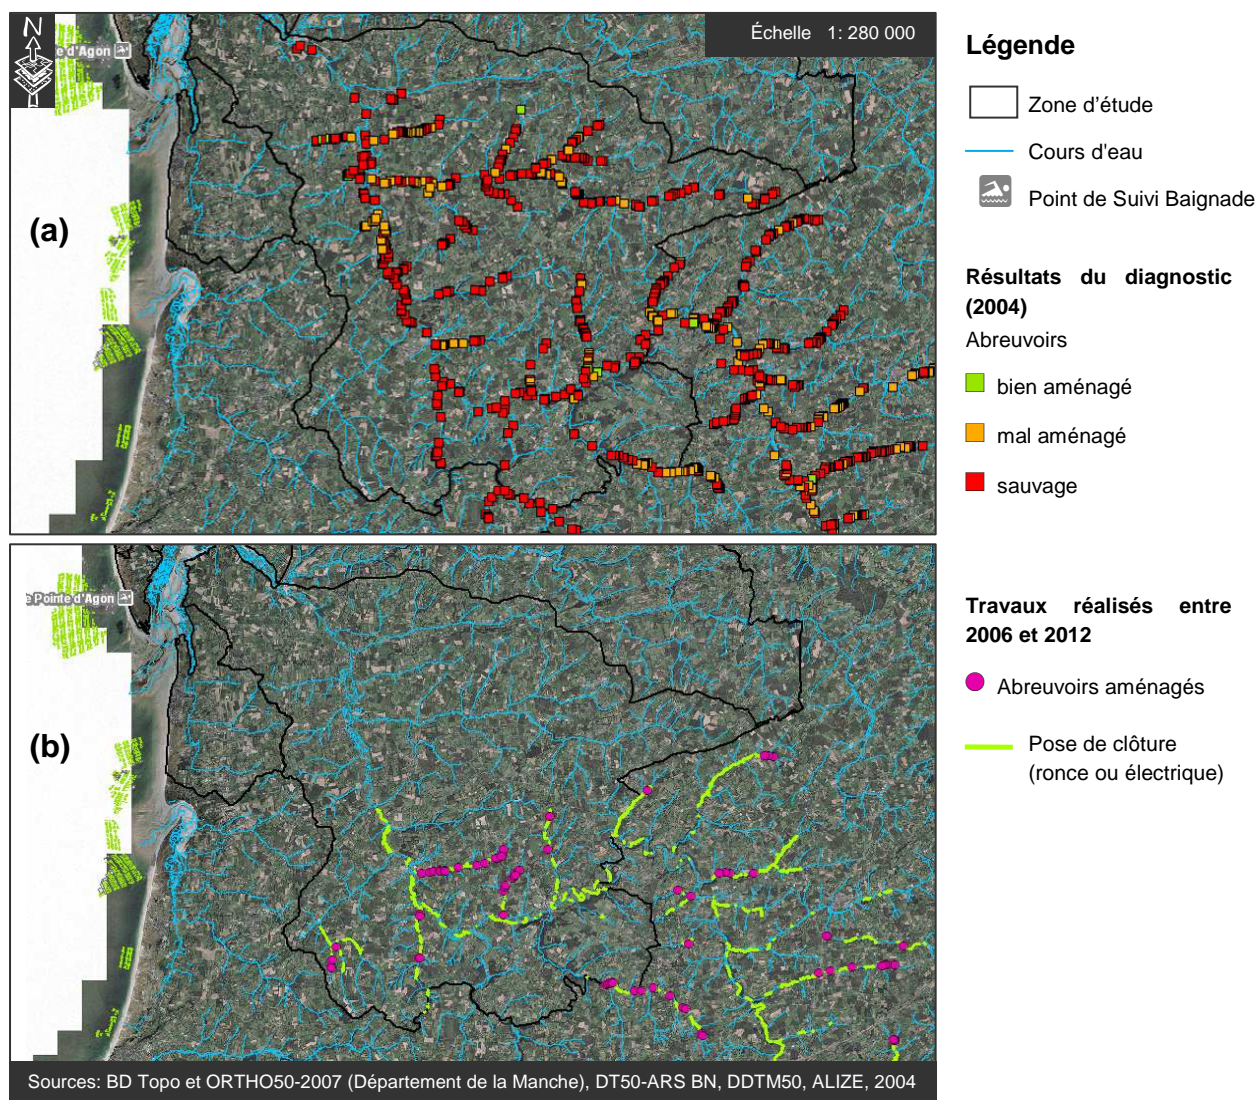 N
e d'Agon
Échelle 1: 280 000
(a)
e Pointe d'Agon
(b)
Sources: BD Topo et ORTHO50-2007 (Département de la Manche), DT50-ARS BN, DDTM50, ALIZE, 2004
Légende
Zone d'étude
Cours d'eau
Point de Suivi Baignade
Résultats du diagnostic
(2004)
Abreuvoirs
bien aménagé
mal aménagé
sauvage
Travaux réalisés entre
2006 et 2012
Abreuvoirs aménagés
Pose de clôture
(ronce ou électrique)